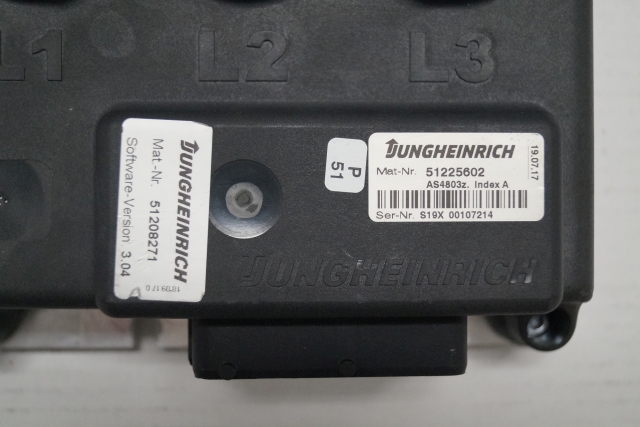 L1 L2 L3
JUNGHEINRICH
Mat.-Nr. 51208271
Software-Version 3.04
P
51
JUNGHEINRICH
19.07.17
Mat-Nr. 51225602
AS4803z. Index A
Ser-Nr. S19X 00107214
JUNGHEINRICH